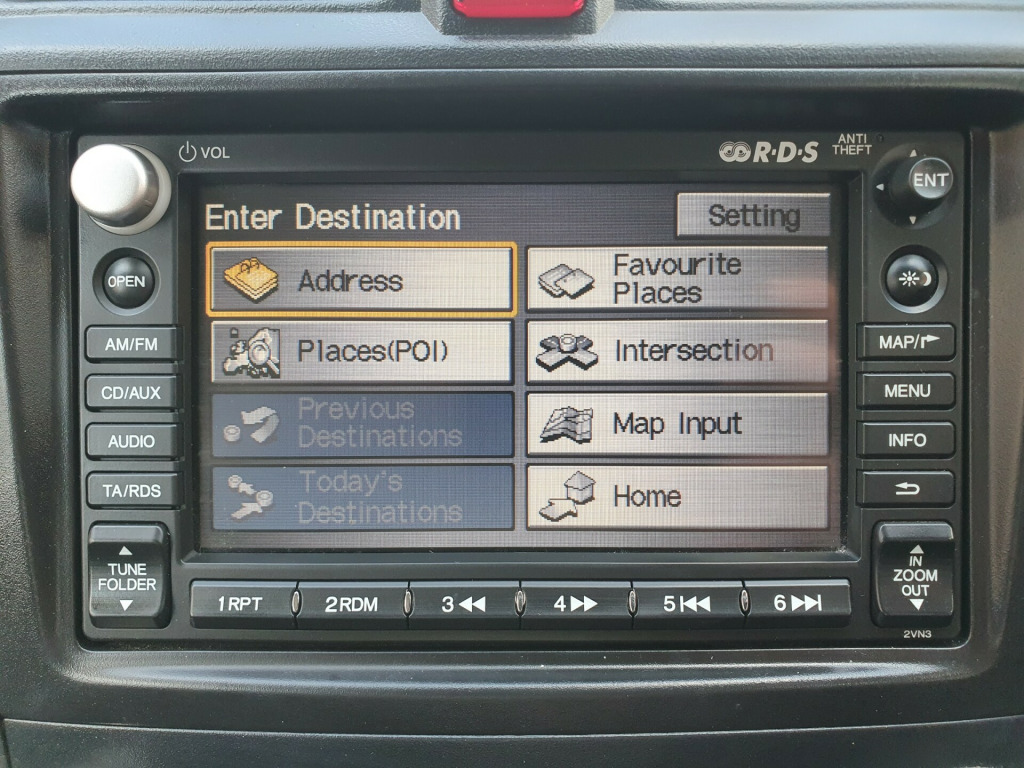 VOL
R·D·S
ANTI
THEFT
ENT
Enter Destination
Setting
OPEN
Address
Favourite
Places
AM/FM
Places(POI)
Intersection
MAP/
CD/AUX
Previous
Destinations
Map Input
MENU
AUDIO
INFO
TA/RDS
Today's
Destinations
Home
TUNE
FOLDER
IN
ZOOM
OUT
1RPT
2RDM
3
4
5
6
2VN3